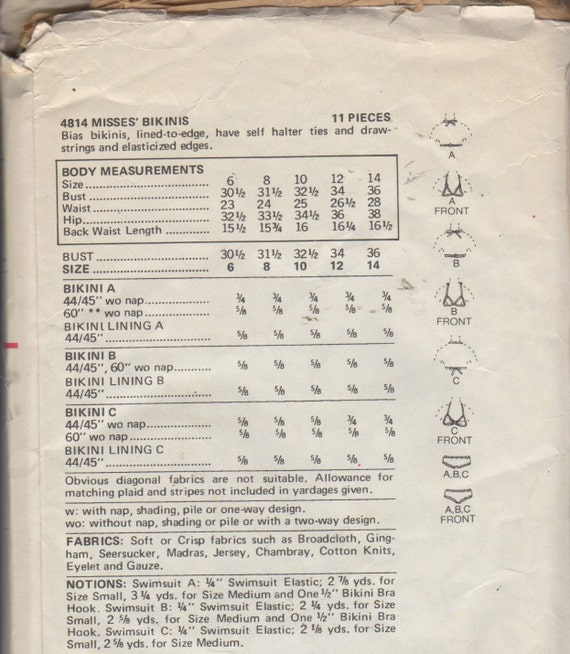 4814 MISSES' BIKINIS 11 PIECES
Bias bikinis, lined-to-edge, have self halter ties and draw-
strings and elasticized edges.
BODY MEASUREMENTS
Size 6 8 10 12 14
Bust 30½ 31½ 32½ 34 36
Waist 23 24 25 26½ 28
Hip 32½ 33½ 34½ 36 38
Back Waist Length 15½ 15¾ 16 16¼ 16½
BUST 30½ 31½ 32½ 34 36
SIZE 6 8 10 12 14
BIKINI A
44/45" wo nap ¾ ¾ ¾ ¾ ¾
60" ** wo nap ⅝ ⅝ ⅝ ⅝ ⅝
BIKINI LINING A
44/45" ⅝ ⅝ ⅝ ⅝ ⅝
BIKINI B
44/45", 60" wo nap ⅝ ⅝ ⅝ ⅝ ⅝
BIKINI LINING B
44/45" ⅝ ⅝ ⅝ ⅝ ⅝
BIKINI C
44/45" wo nap ⅝ ⅝ ⅝ ¾ ¾
60" wo nap ⅝ ⅝ ⅝ ⅝ ⅝
BIKINI LINING C
44/45" ⅝ ⅝ ⅝ ⅝ ⅝
Obvious diagonal fabrics are not suitable. Allowance for
matching plaid and stripes not included in yardages given.
w: with nap, shading, pile or one-way design.
wo: without nap, shading or pile or with a two-way design.
FABRICS: Soft or Crisp fabrics such as Broadcloth, Ging-
ham, Seersucker, Madras, Jersey, Chambray, Cotton Knits,
Eyelet and Gauze.
NOTIONS: Swimsuit A: ¼" Swimsuit Elastic; 2 ⅞ yds. for
Size Small, 3 ¼ yds. for Size Medium and One ½" Bikini Bra
Hook. Swimsuit B: ¼" Swimsuit Elastic; 2 ¼ yds. for Size
Small, 2 ⅝ yds. for Size Medium and One ½" Bikini Bra
Hook. Swimsuit C: ¼" Swimsuit Elastic; 2 ⅜ yds. for Size
Small, 2 ⅝ yds. for Size Medium.
A
A
FRONT
B
B
FRONT
C
C
FRONT
A,B,C
A,B,C
FRONT